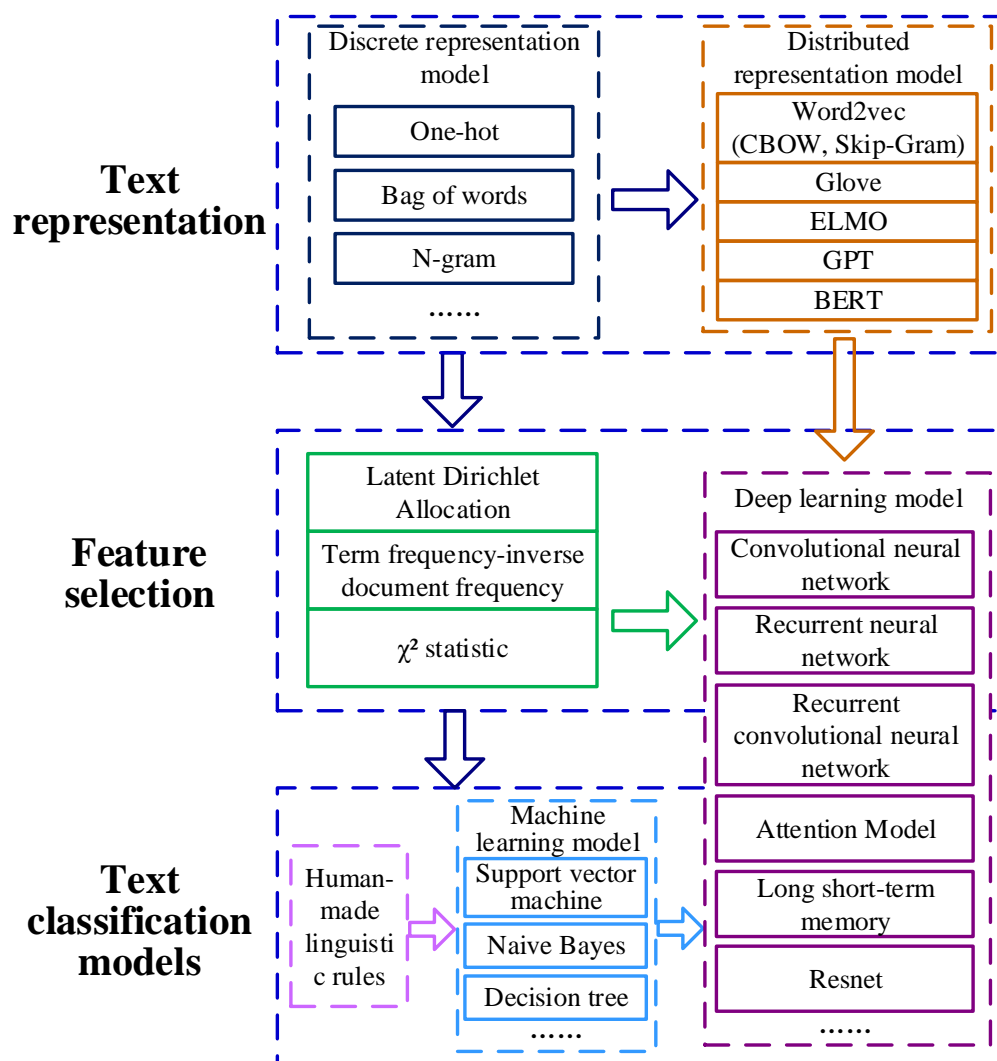 Text
representation
Discrete representation
model
One-hot
Bag of words
N-gram
......
Distributed
representation model
Word2vec
(CBOW, Skip-Gram)
Glove
ELMO
GPT
BERT
Feature
selection
Latent Dirichlet
Allocation
Term frequency-inverse
document frequency
χ² statistic
Deep learning model
Convolutional neural
network
Recurrent neural
network
Recurrent
convolutional neural
network
Attention Model
Long short-term
memory
Resnet
......
Text
classification
models
Human-
made
linguisti
c rules
Machine
learning model
Support vector
machine
Naive Bayes
Decision tree
......